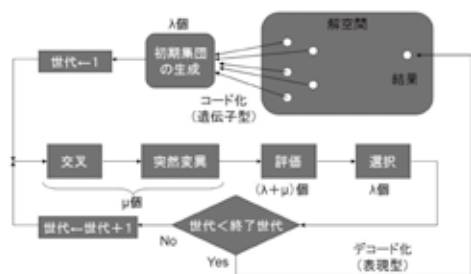 λ個
解空間
初期集団
の生成
世代←1
結果
コード化
(遺伝子型)
交叉
突然変異
評価
選択
μ個
(λ+μ)個
λ個
世代←世代+1
世代<終了世代
No
Yes
デコード化
(表現型)